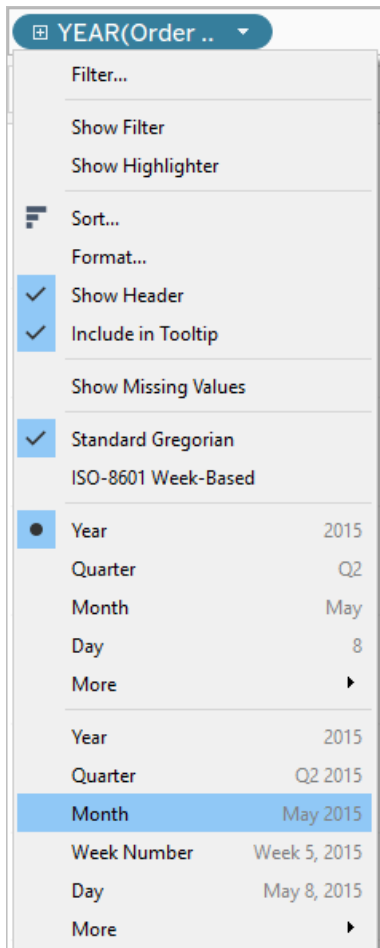 YEAR(Order ..
Filter...
Show Filter
Show Highlighter
Sort...
Format...
Show Header
Include in Tooltip
Show Missing Values
Standard Gregorian
ISO-8601 Week-Based
Year 2015
Quarter Q2
Month May
Day 8
More
Year 2015
Quarter Q2 2015
Month May 2015
Week Number Week 5, 2015
Day May 8, 2015
More